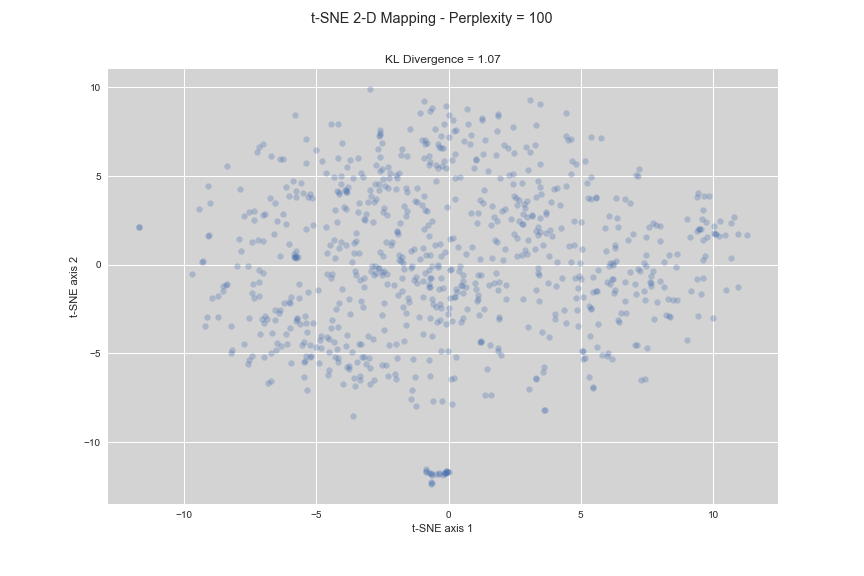 t-SNE 2-D Mapping - Perplexity = 100
KL Divergence = 1.07
10
5
0
−5
−10
t-SNE axis 2
−10 −5 0 5 10
t-SNE axis 1